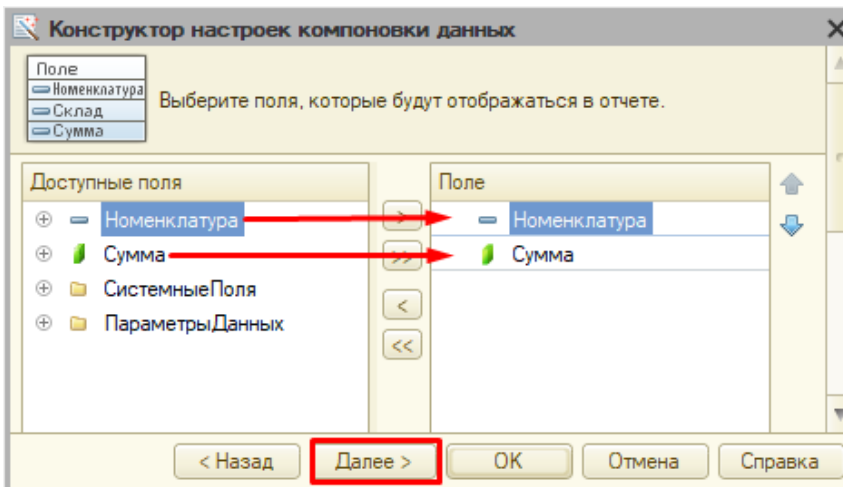 Конструктор настроек компоновки данных
Поле
Номенклатура
Склад
Сумма
Выберите поля, которые будут отображаться в отчете.
Доступные поля
Номенклатура
Сумма
СистемныеПоля
ПараметрыДанных
>
>>
<
<<
Поле
Номенклатура
Сумма
< Назад
Далее >
OK
Отмена
Справка